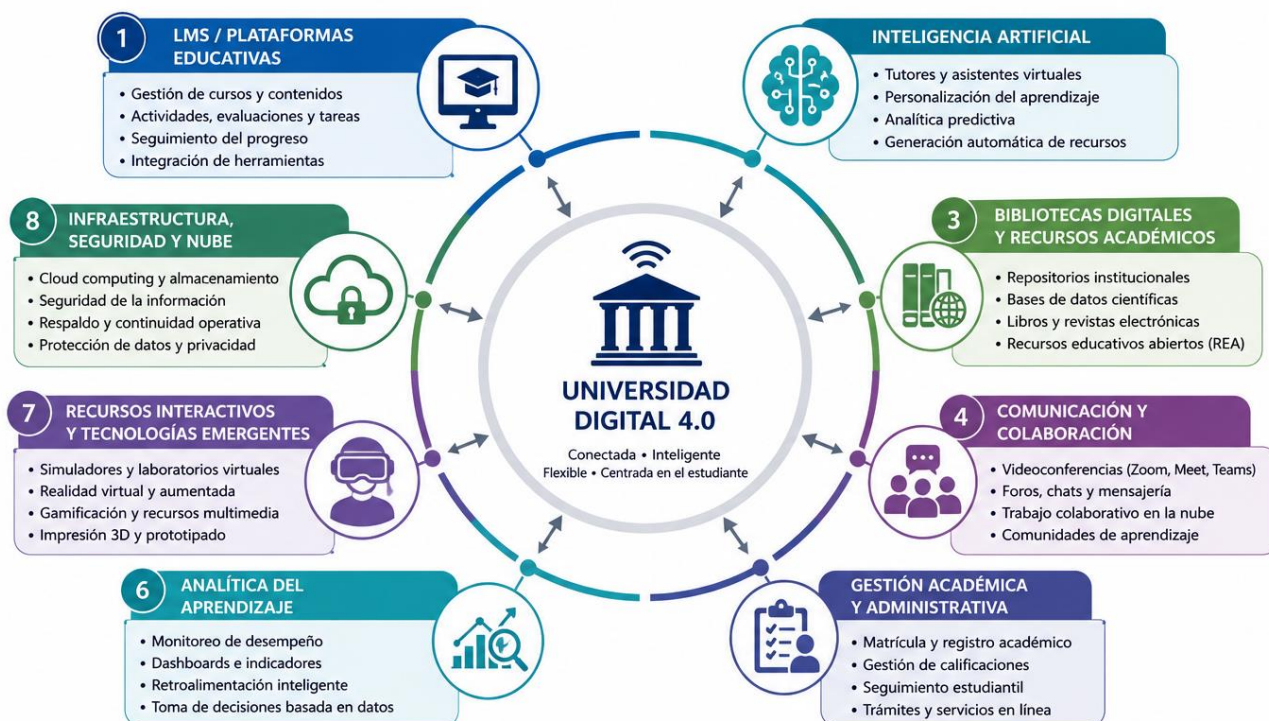 1
LMS / PLATAFORMAS
EDUCATIVAS
• Gestión de cursos y contenidos
• Actividades, evaluaciones y tareas
• Seguimiento del progreso
• Integración de herramientas
INTELIGENCIA ARTIFICIAL
• Tutores y asistentes virtuales
• Personalización del aprendizaje
• Analítica predictiva
• Generación automática de recursos
3
BIBLIOTECAS DIGITALES
Y RECURSOS ACADÉMICOS
• Repositorios institucionales
• Bases de datos científicas
• Libros y revistas electrónicas
• Recursos educativos abiertos (REA)
4
COMUNICACIÓN Y
COLABORACIÓN
• Videoconferencias (Zoom, Meet, Teams)
• Foros, chats y mensajería
• Trabajo colaborativo en la nube
• Comunidades de aprendizaje
GESTIÓN ACADÉMICA
Y ADMINISTRATIVA
• Matrícula y registro académico
• Gestión de calificaciones
• Seguimiento estudiantil
• Trámites y servicios en línea
6
ANALÍTICA DEL
APRENDIZAJE
• Monitoreo de desempeño
• Dashboards e indicadores
• Retroalimentación inteligente
• Toma de decisiones basada en datos
7
RECURSOS INTERACTIVOS
Y TECNOLOGÍAS EMERGENTES
• Simuladores y laboratorios virtuales
• Realidad virtual y aumentada
• Gamificación y recursos multimedia
• Impresión 3D y prototipado
8
INFRAESTRUCTURA,
SEGURIDAD Y NUBE
• Cloud computing y almacenamiento
• Seguridad de la información
• Respaldo y continuidad operativa
• Protección de datos y privacidad
UNIVERSIDAD
DIGITAL 4.0
Conectada • Inteligente
Flexible • Centrada en el estudiante